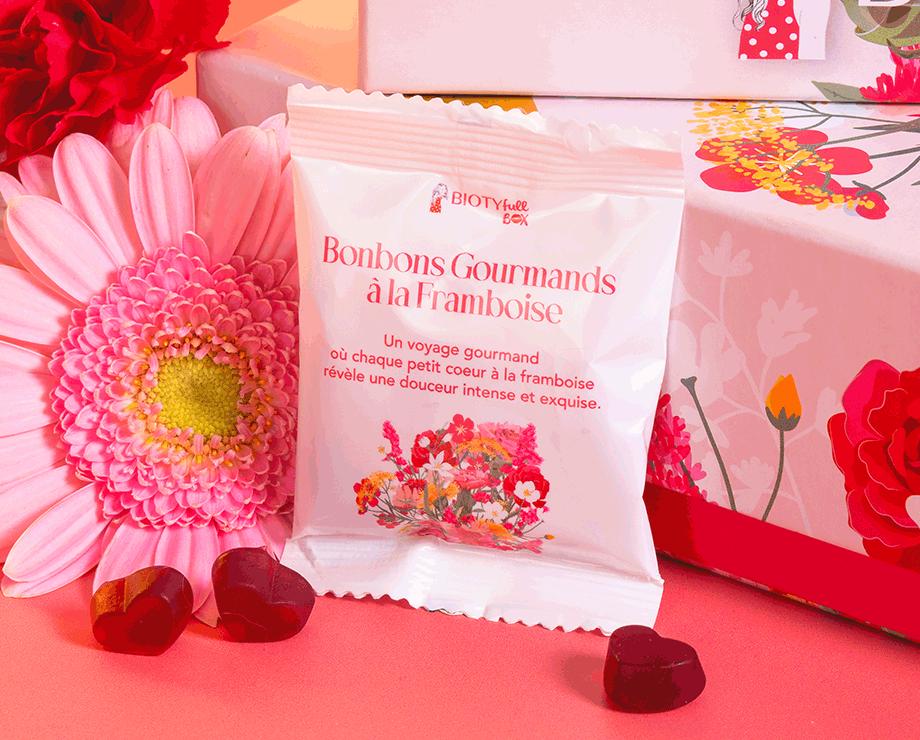 BIOTYfull
BOX
Bonbons Gourmands
à la Framboise
Un voyage gourmand
où chaque petit coeur à la framboise
révèle une douceur intense et exquise.